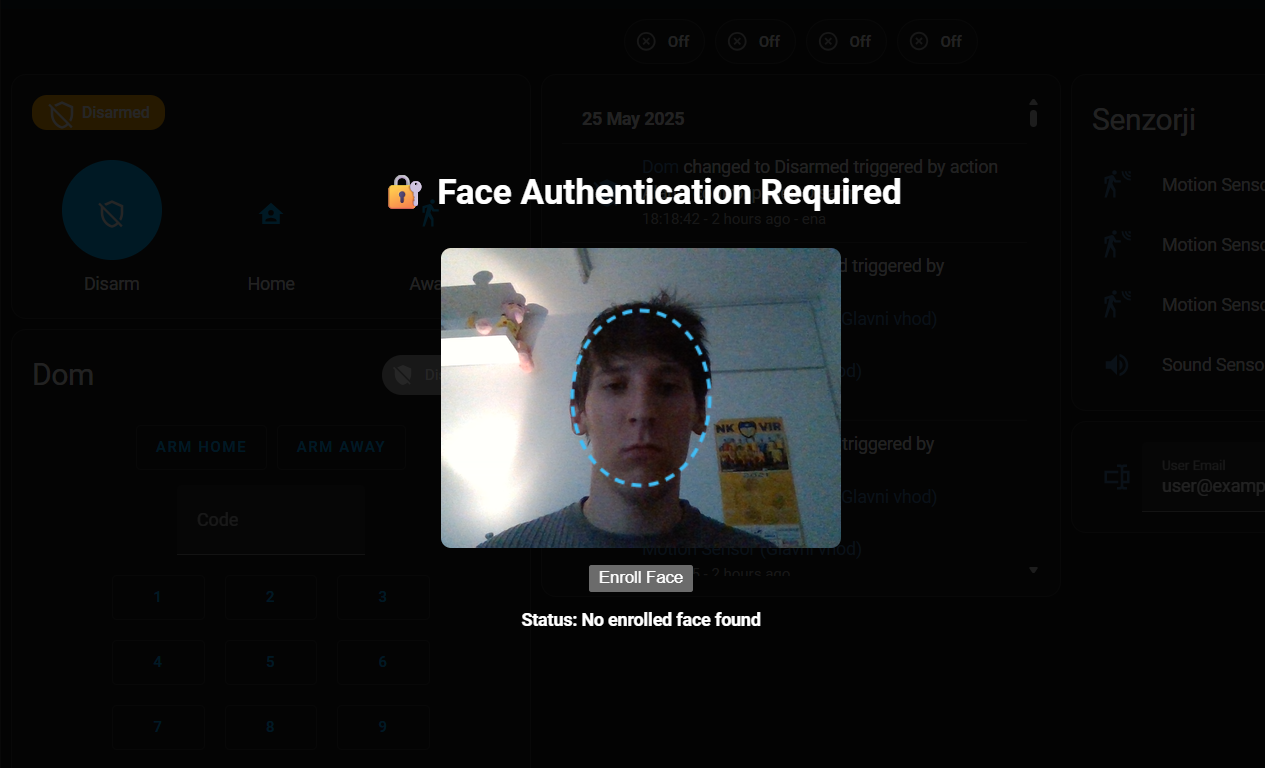 Off
Off
Off
Off
Disarmed
Disarm
Home
25 May 2025
Dom changed to Disarmed triggered by action
18:18:42 - 2 hours ago - ena
triggered by
Glavni vhod)
triggered by
Glavni vhod)
Motion Sensor (Glavni vhod)
2 hours ago
Senzorji
Motion Senso
Motion Senso
Motion Senso
Sound Senso
User Email
user@examp
🔐 Face Authentication Required
NK VIR
Enroll Face
Status: No enrolled face found
Dom
ARM HOME
ARM AWAY
Code
1
2
3
4
5
6
7
8
9